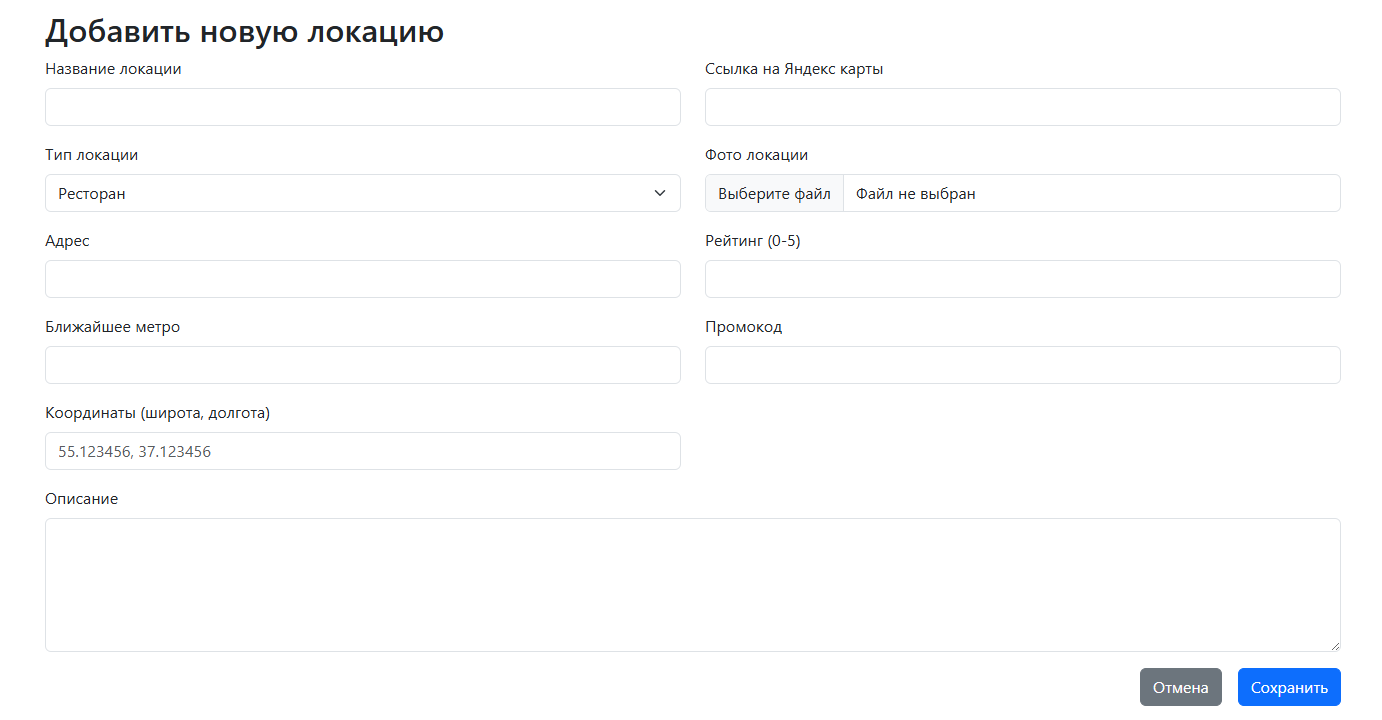 Добавить новую локацию
Название локации
Ссылка на Яндекс карты
Тип локации
Фото локации
Ресторан
Выберите файл Файл не выбран
Адрес
Рейтинг (0-5)
Ближайшее метро
Промокод
Координаты (широта, долгота)
55.123456, 37.123456
Описание
Отмена
Сохранить